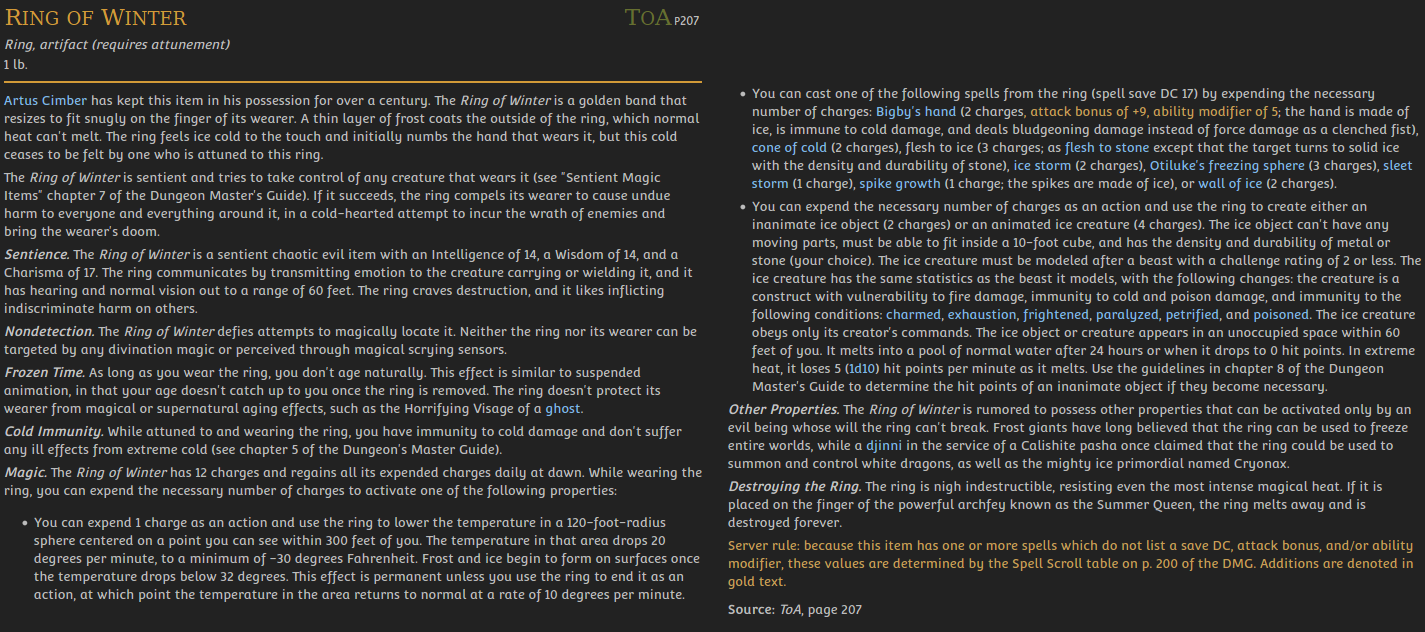 Ring of Winter
ToA P207
Ring, artifact (requires attunement)
1 lb.
Artus Cimber has kept this item in his possession for over a century. The Ring of Winter is a golden band that
resizes to fit snugly on the finger of its wearer. A thin layer of frost coats the outside of the ring, which normal
heat can't melt. The ring feels ice cold to the touch and initially numbs the hand that wears it, but this cold
ceases to be felt by one who is attuned to this ring.
The Ring of Winter is sentient and tries to take control of any creature that wears it (see "Sentient Magic
Items" chapter 7 of the Dungeon Master's Guide). If it succeeds, the ring compels its wearer to cause undue
harm to everyone and everything around it, in a cold-hearted attempt to incur the wrath of enemies and
bring the wearer's doom.
Sentience. The Ring of Winter is a sentient chaotic evil item with an Intelligence of 14, a Wisdom of 14, and a
Charisma of 17. The ring communicates by transmitting emotion to the creature carrying or wielding it, and it
has hearing and normal vision out to a range of 60 feet. The ring craves destruction, and it likes inflicting
indiscriminate harm on others.
Nondetection. The Ring of Winter defies attempts to magically locate it. Neither the ring nor its wearer can be
targeted by any divination magic or perceived through magical scrying sensors.
Frozen Time. As long as you wear the ring, you don't age naturally. This effect is similar to suspended
animation, in that your age doesn't catch up to you once the ring is removed. The ring doesn't protect its
wearer from magical or supernatural aging effects, such as the Horrifying Visage of a ghost.
Cold Immunity. While attuned to and wearing the ring, you have immunity to cold damage and don't suffer
any ill effects from extreme cold (see chapter 5 of the Dungeon's Master Guide).
Magic. The Ring of Winter has 12 charges and regains all its expended charges daily at dawn. While wearing the
ring, you can expend the necessary number of charges to activate one of the following properties:
• You can expend 1 charge as an action and use the ring to lower the temperature in a 120-foot-radius
sphere centered on a point you can see within 300 feet of you. The temperature in that area drops 20
degrees per minute, to a minimum of -30 degrees Fahrenheit. Frost and ice begin to form on surfaces once
the temperature drops below 32 degrees. This effect is permanent unless you use the ring to end it as an
action, at which point the temperature in the area returns to normal at a rate of 10 degrees per minute.
• You can cast one of the following spells from the ring (spell save DC 17) by expending the necessary
number of charges: Bigby's hand (2 charges, attack bonus of +9, ability modifier of 5; the hand is made of
ice, is immune to cold damage, and deals bludgeoning damage instead of force damage as a clenched fist),
cone of cold (2 charges), flesh to ice (3 charges; as flesh to stone except that the target turns to solid ice
with the density and durability of stone), ice storm (2 charges), Otiluke's freezing sphere (3 charges), sleet
storm (1 charge), spike growth (1 charge; the spikes are made of ice), or wall of ice (2 charges).
• You can expend the necessary number of charges as an action and use the ring to create either an
inanimate ice object (2 charges) or an animated ice creature (4 charges). The ice object can't have any
moving parts, must be able to fit inside a 10-foot cube, and has the density and durability of metal or
stone (your choice). The ice creature must be modeled after a beast with a challenge rating of 2 or less. The
ice creature has the same statistics as the beast it models, with the following changes: the creature is a
construct with vulnerability to fire damage, immunity to cold and poison damage, and immunity to the
following conditions: charmed, exhaustion, frightened, paralyzed, petrified, and poisoned. The ice creature
obeys only its creator's commands. The ice object or creature appears in an unoccupied space within 60
feet of you. It melts into a pool of normal water after 24 hours or when it drops to 0 hit points. In extreme
heat, it loses 5 (1d10) hit points per minute as it melts. Use the guidelines in chapter 8 of the Dungeon
Master's Guide to determine the hit points of an inanimate object if they become necessary.
Other Properties. The Ring of Winter is rumored to possess other properties that can be activated only by an
evil being whose will the ring can't break. Frost giants have long believed that the ring can be used to freeze
entire worlds, while a djinni in the service of a Calishite pasha once claimed that the ring could be used to
summon and control white dragons, as well as the mighty ice primordial named Cryonax.
Destroying the Ring. The ring is nigh indestructible, resisting even the most intense magical heat. If it is
placed on the finger of the powerful archfey known as the Summer Queen, the ring melts away and is
destroyed forever.
Server rule: because this item has one or more spells which do not list a save DC, attack bonus, and/or ability
modifier, these values are determined by the Spell Scroll table on p. 200 of the DMG. Additions are denoted in
gold text.
Source: ToA, page 207